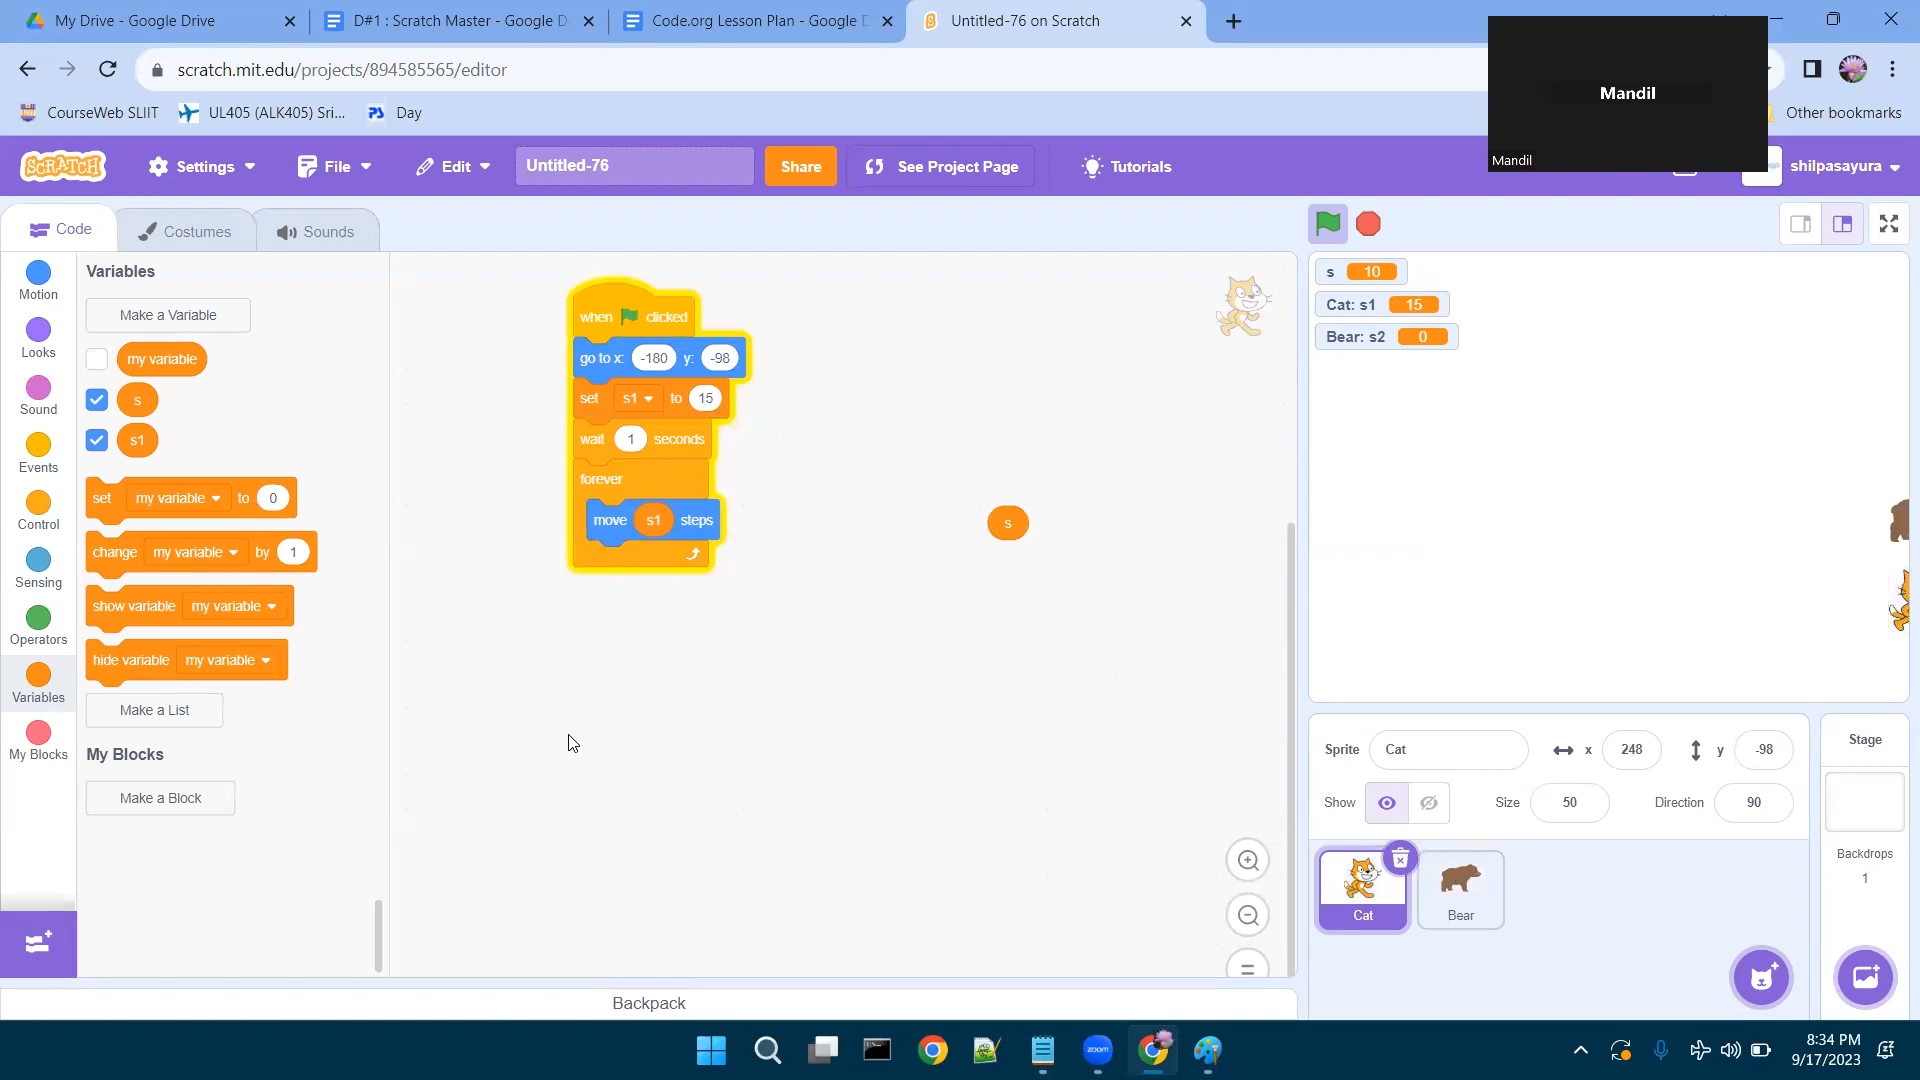 My Drive - Google Drive
D#1 : Scratch Master - Google D
Code.org Lesson Plan - Google D
Untitled-76 on Scratch
scratch.mit.edu/projects/894585565/editor
CourseWeb SLIIT
UL405 (ALK405) Sri...
Day
Other bookmarks
Mandil
Mandil
SCRATCH
Settings
File
Edit
Untitled-76
Share
See Project Page
Tutorials
shilpasayura
Code
Costumes
Sounds
Motion
Looks
Sound
Events
Control
Sensing
Operators
Variables
My Blocks
Variables
Make a Variable
my variable
s
s1
set my variable to 0
change my variable by 1
show variable my variable
hide variable my variable
Make a List
My Blocks
Make a Block
when clicked
go to x: -180 y: -98
set s1 to 15
wait 1 seconds
forever
move s1 steps
s
s 10
Cat: s1 15
Bear: s2 0
Sprite Cat x 248 y -98
Show Size 50 Direction 90
Cat
Bear
Stage
Backdrops
1
Backpack
zoom
8:34 PM
9/17/2023